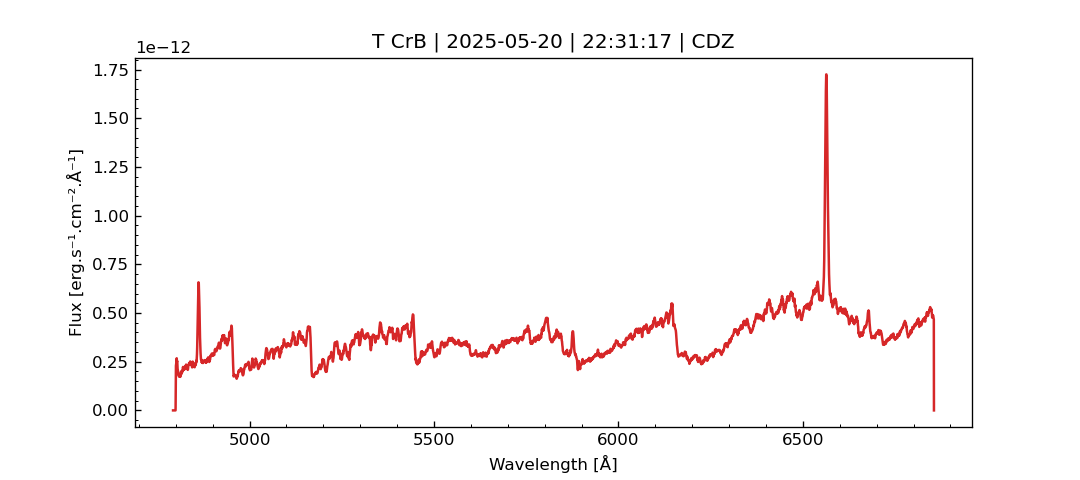 T CrB | 2025-05-20 | 22:31:17 | CDZ
1e−12
1.75
1.50
1.25
1.00
0.75
0.50
0.25
0.00
Flux [erg.s⁻¹.cm⁻².Å⁻¹]
5000 5500 6000 6500
Wavelength [Å]